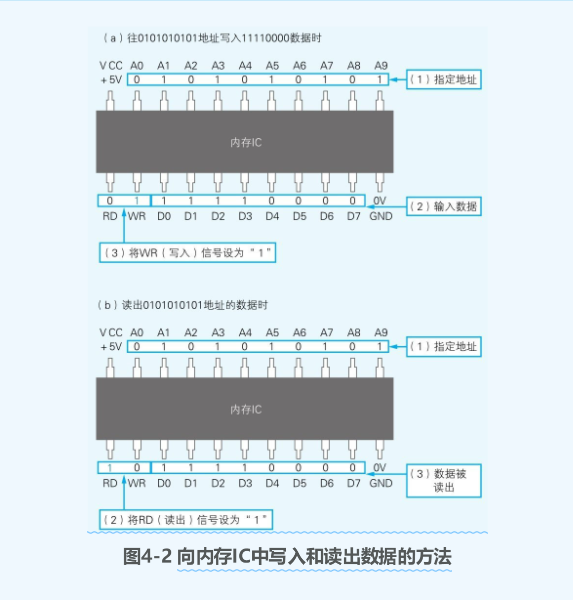 （a）往0101010101地址写入11110000数据时
VCC A0 A1 A2 A3 A4 A5 A6 A7 A8 A9
+5V 0 1 0 1 0 1 0 1 0 1
（1）指定地址
内存IC
0 1 1 1 1 1 0 0 0 0 0V
（2）输入数据
RD WR D0 D1 D2 D3 D4 D5 D6 D7 GND
（3）将WR（写入）信号设为“1”
（b）读出0101010101地址的数据时
VCC A0 A1 A2 A3 A4 A5 A6 A7 A8 A9
+5V 0 1 0 1 0 1 0 1 0 1
（1）指定地址
内存IC
1 0 1 1 1 1 0 0 0 0 0V
（3）数据被
读出
RD WR D0 D1 D2 D3 D4 D5 D6 D7 GND
（2）将RD（读出）信号设为“1”
图4-2 向内存IC中写入和读出数据的方法